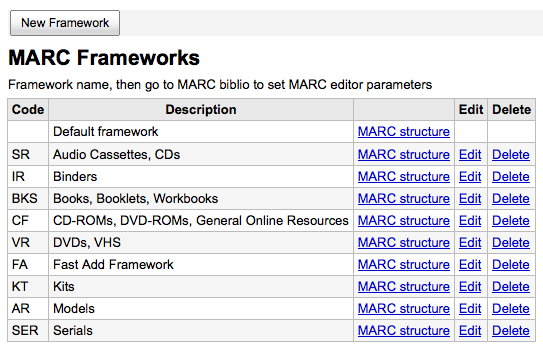 New Framework
MARC Frameworks
Framework name, then go to MARC biblio to set MARC editor parameters
Code Description Edit Delete
Default framework MARC structure
SR Audio Cassettes, CDs MARC structure Edit Delete
IR Binders MARC structure Edit Delete
BKS Books, Booklets, Workbooks MARC structure Edit Delete
CF CD-ROMs, DVD-ROMs, General Online Resources MARC structure Edit Delete
VR DVDs, VHS MARC structure Edit Delete
FA Fast Add Framework MARC structure Edit Delete
KT Kits MARC structure Edit Delete
AR Models MARC structure Edit Delete
SER Serials MARC structure Edit Delete